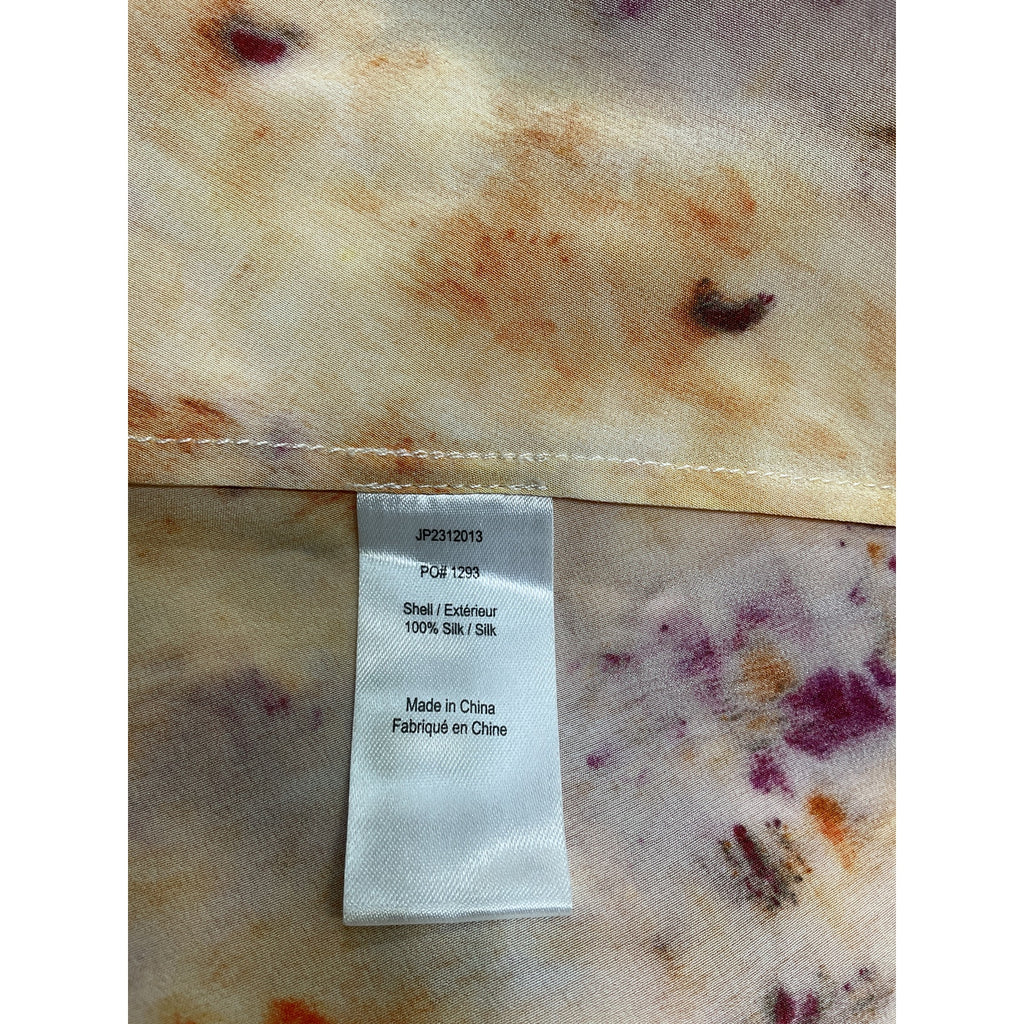 JP2312013
PO# 1293
Shell / Extérieur
100% Silk / Silk
Made in China
Fabriqué en Chine